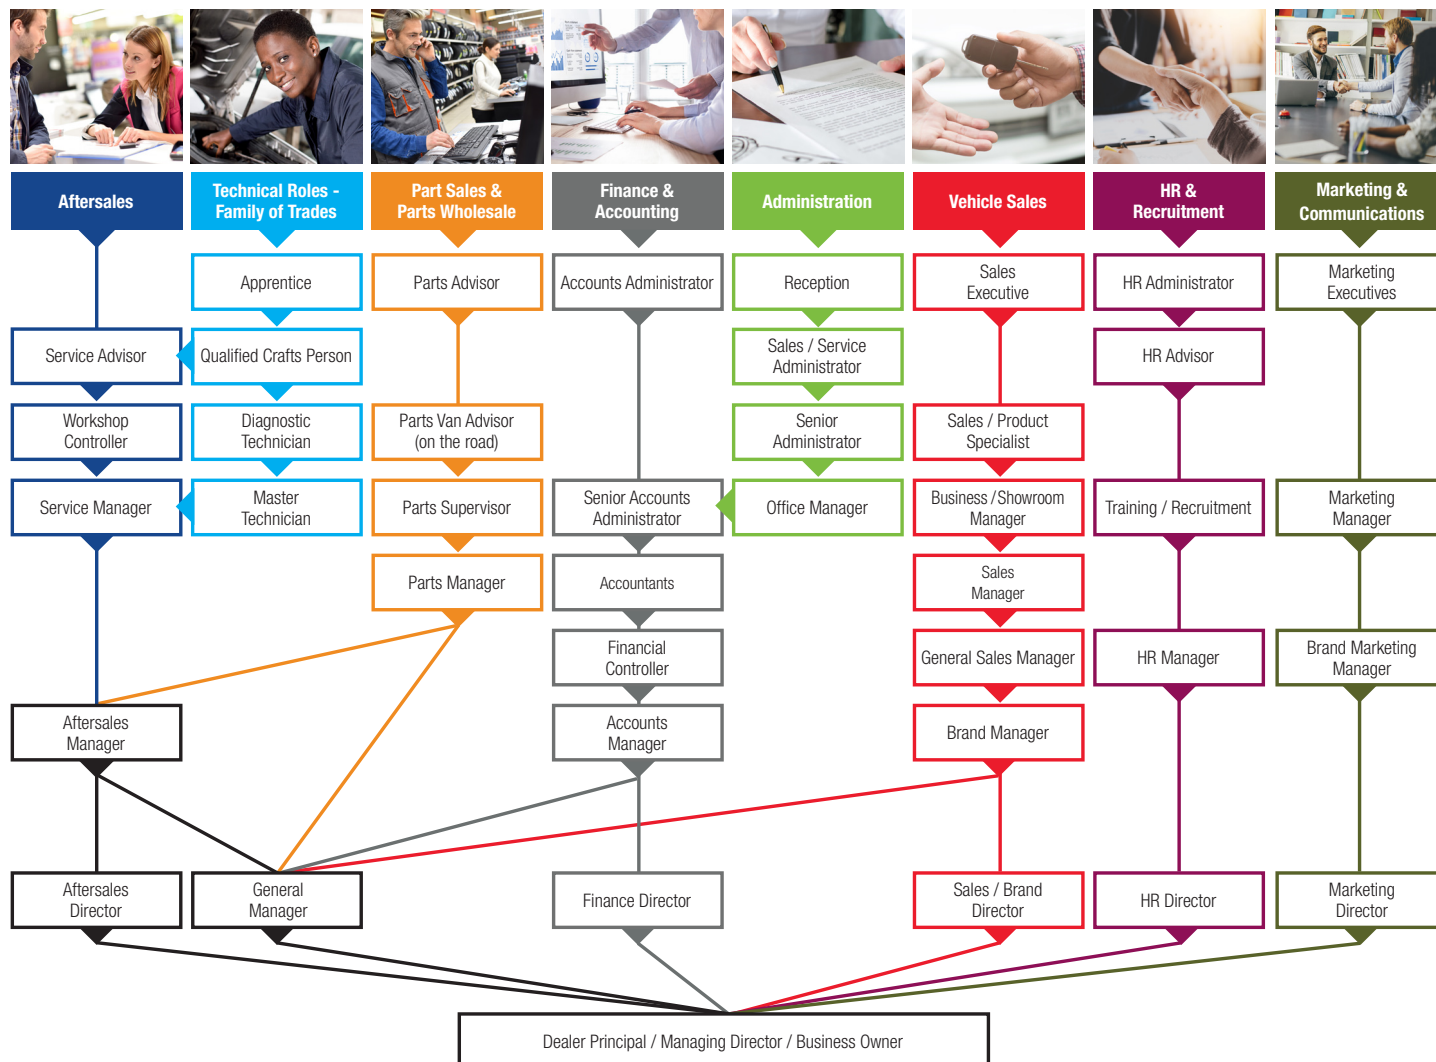 Aftersales
Technical Roles -
Family of Trades
Part Sales &
Parts Wholesale
Finance &
Accounting
Administration
Vehicle Sales
HR &
Recruitment
Marketing &
Communications
Apprentice
Parts Advisor
Accounts Administrator
Reception
Sales
Executive
HR Administrator
Marketing
Executives
Service Advisor
Qualified Crafts Person
Sales / Service
Administrator
HR Advisor
Workshop
Controller
Diagnostic
Technician
Parts Van Advisor
(on the road)
Senior
Administrator
Sales / Product
Specialist
Service Manager
Master
Technician
Parts Supervisor
Senior Accounts
Administrator
Office Manager
Business / Showroom
Manager
Training / Recruitment
Marketing
Manager
Parts Manager
Accountants
Sales
Manager
Financial
Controller
General Sales Manager
HR Manager
Brand Marketing
Manager
Aftersales
Manager
Accounts
Manager
Brand Manager
Aftersales
Director
General
Manager
Finance Director
Sales / Brand
Director
HR Director
Marketing
Director
Dealer Principal / Managing Director / Business Owner